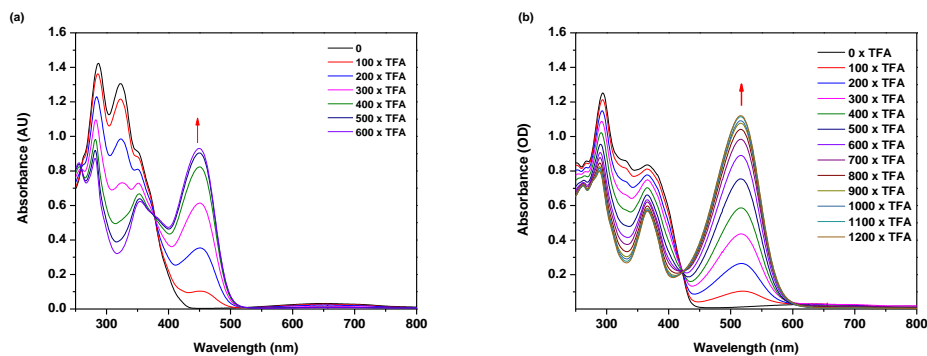 (a)
Absorbance (AU)
1.6
1.4
1.2
1.0
0.8
0.6
0.4
0.2
0.0
0
100 x TFA
200 x TFA
300 x TFA
400 x TFA
500 x TFA
600 x TFA
300 400 500 600 700 800
Wavelength (nm)
(b)
Absorbance (OD)
1.6
1.4
1.2
1.0
0.8
0.6
0.4
0.2
0 x TFA
100 x TFA
200 x TFA
300 x TFA
400 x TFA
500 x TFA
600 x TFA
700 x TFA
800 x TFA
900 x TFA
1000 x TFA
1100 x TFA
1200 x TFA
300 400 500 600 700 800
Wavelength (nm)